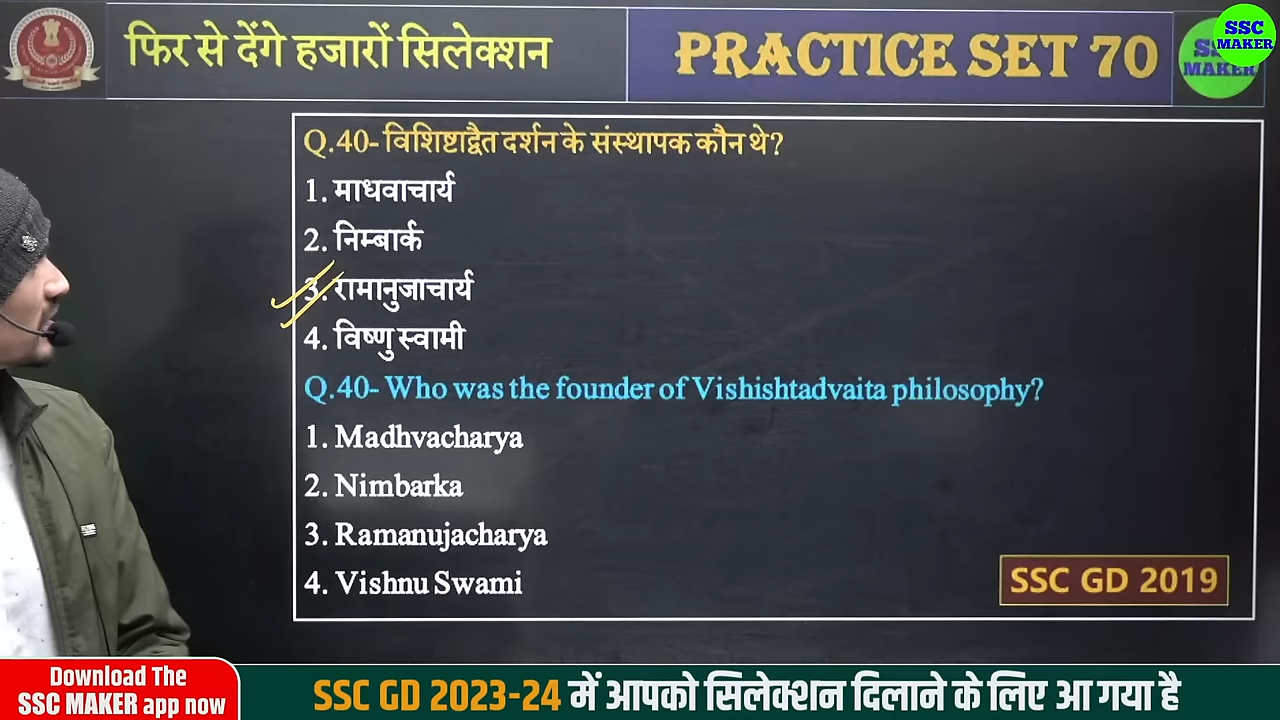 फिर से देंगे हजारों सिलेक्शन
PRACTICE SET 70
SSC
MAKER
Q.40- विशिष्टाद्वैत दर्शन के संस्थापक कौन थे?
1. माधवाचार्य
2. निम्बार्क
3. रामानुजाचार्य
4. विष्णु स्वामी
Q.40- Who was the founder of Vishishtadvaita philosophy?
1. Madhvacharya
2. Nimbarka
3. Ramanujacharya
4. Vishnu Swami
SSC GD 2019
Download The
SSC MAKER app now
SSC GD 2023-24 में आपको सिलेक्शन दिलाने के लिए आ गया है